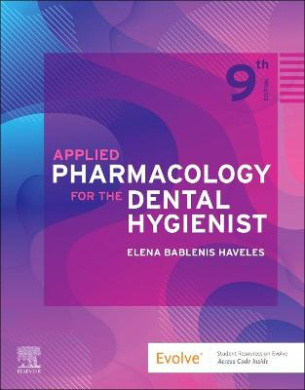 9th
EDITION
APPLIED
PHARMACOLOGY
FOR THE DENTAL
HYGIENIST
ELENA BABLENIS HAVELES
ELSEVIER
Evolve
Student Resources on Evolve
Access Code Inside